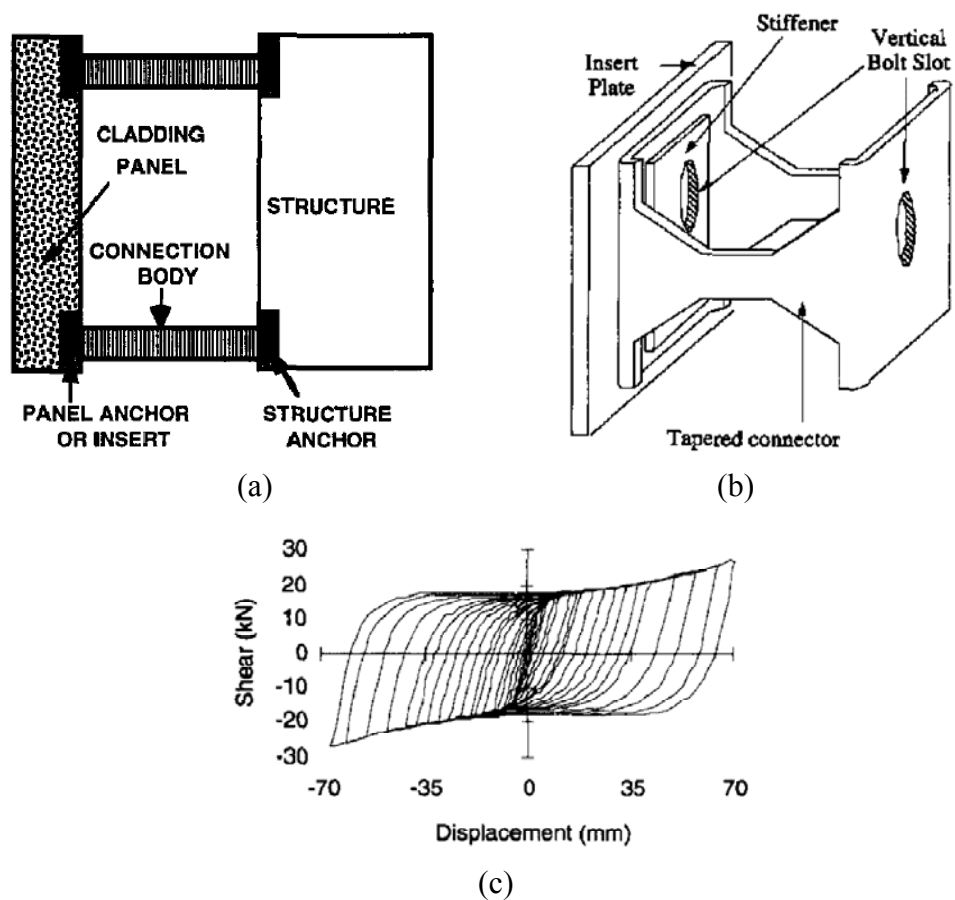 CLADDING
PANEL
STRUCTURE
CONNECTION
BODY
PANEL ANCHOR
OR INSERT
STRUCTURE
ANCHOR
(a)
Stiffener
Insert
Plate
Vertical
Bolt Slot
Tapered connector
(b)
Shear (kN)
30
20
10
0
-10
-20
-30
-70
-35
0
35
70
Displacement (mm)
(c)